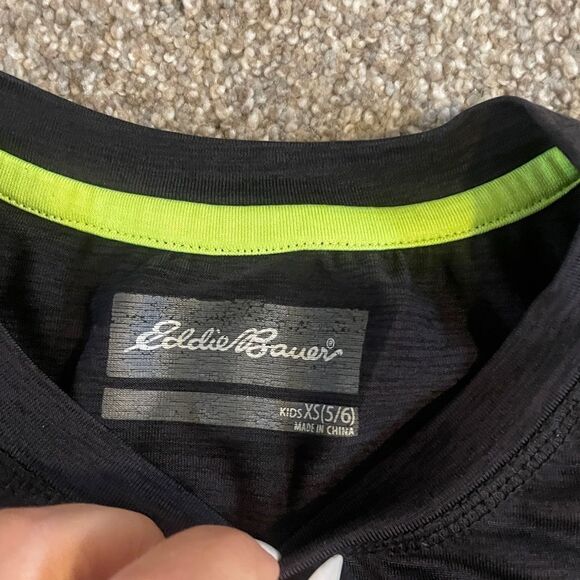 Eddie Bauer®
KIDS XS(5/6)
MADE IN CHINA